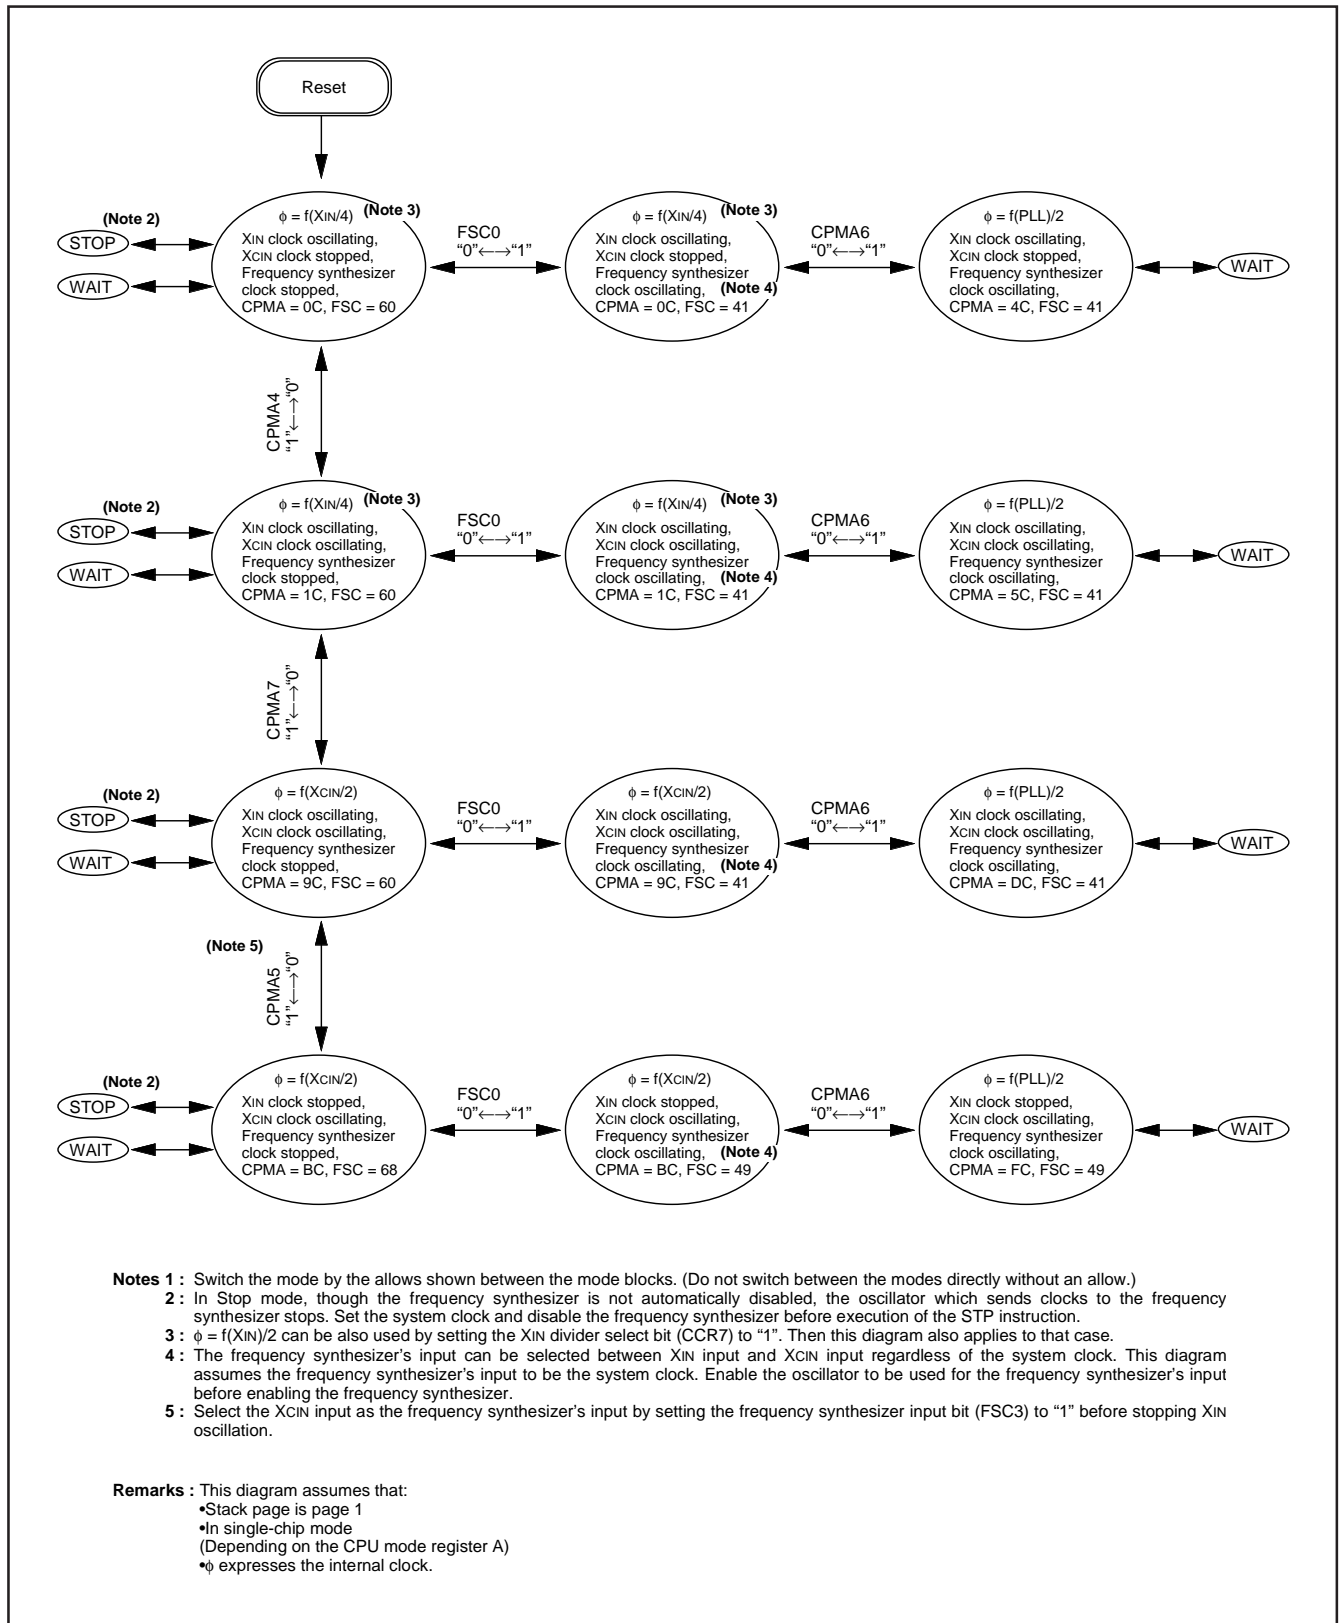 Reset
(Note 2)
STOP
WAIT
φ = f(XIN/4) (Note 3)
XIN clock oscillating,
XCIN clock stopped,
Frequency synthesizer
clock stopped,
CPMA = 0C, FSC = 60
FSC0
“0”←→“1”
φ = f(XIN/4) (Note 3)
XIN clock oscillating,
XCIN clock stopped,
Frequency synthesizer
clock oscillating, (Note 4)
CPMA = 0C, FSC = 41
CPMA6
“0”←→“1”
φ = f(PLL)/2
XIN clock oscillating,
XCIN clock stopped,
Frequency synthesizer
clock oscillating,
CPMA = 4C, FSC = 41
WAIT
CPMA4
“1”←→“0”
(Note 2)
STOP
WAIT
φ = f(XIN/4) (Note 3)
XIN clock oscillating,
XCIN clock oscillating,
Frequency synthesizer
clock stopped,
CPMA = 1C, FSC = 60
FSC0
“0”←→“1”
φ = f(XIN/4) (Note 3)
XIN clock oscillating,
XCIN clock oscillating,
Frequency synthesizer
clock oscillating, (Note 4)
CPMA = 1C, FSC = 41
CPMA6
“0”←→“1”
φ = f(PLL)/2
XIN clock oscillating,
XCIN clock oscillating,
Frequency synthesizer
clock oscillating,
CPMA = 5C, FSC = 41
WAIT
CPMA7
“1”←→“0”
(Note 2)
STOP
WAIT
φ = f(XCIN/2)
XIN clock oscillating,
XCIN clock oscillating,
Frequency synthesizer
clock stopped,
CPMA = 9C, FSC = 60
FSC0
“0”←→“1”
φ = f(XCIN/2)
XIN clock oscillating,
XCIN clock oscillating,
Frequency synthesizer
clock oscillating, (Note 4)
CPMA = 9C, FSC = 41
CPMA6
“0”←→“1”
φ = f(PLL)/2
XIN clock oscillating,
XCIN clock oscillating,
Frequency synthesizer
clock oscillating,
CPMA = DC, FSC = 41
WAIT
(Note 5)
CPMA5
“1”←→“0”
(Note 2)
STOP
WAIT
φ = f(XCIN/2)
XIN clock stopped,
XCIN clock oscillating,
Frequency synthesizer
clock stopped,
CPMA = BC, FSC = 68
FSC0
“0”←→“1”
φ = f(XCIN/2)
XIN clock stopped,
XCIN clock oscillating,
Frequency synthesizer
clock oscillating, (Note 4)
CPMA = BC, FSC = 49
CPMA6
“0”←→“1”
φ = f(PLL)/2
XIN clock stopped,
XCIN clock oscillating,
Frequency synthesizer
clock oscillating,
CPMA = FC, FSC = 49
WAIT
Notes 1 : Switch the mode by the allows shown between the mode blocks. (Do not switch between the modes directly without an allow.)
2 : In Stop mode, though the frequency synthesizer is not automatically disabled, the oscillator which sends clocks to the frequency
synthesizer stops. Set the system clock and disable the frequency synthesizer before execution of the STP instruction.
3 : φ = f(XIN)/2 can be also used by setting the XIN divider select bit (CCR7) to “1”. Then this diagram also applies to that case.
4 : The frequency synthesizer’s input can be selected between XIN input and XCIN input regardless of the system clock. This diagram
assumes the frequency synthesizer’s input to be the system clock. Enable the oscillator to be used for the frequency synthesizer’s input
before enabling the frequency synthesizer.
5 : Select the XCIN input as the frequency synthesizer’s input by setting the frequency synthesizer input bit (FSC3) to “1” before stopping XIN
oscillation.
Remarks : This diagram assumes that:
•Stack page is page 1
•In single-chip mode
(Depending on the CPU mode register A)
•φ expresses the internal clock.